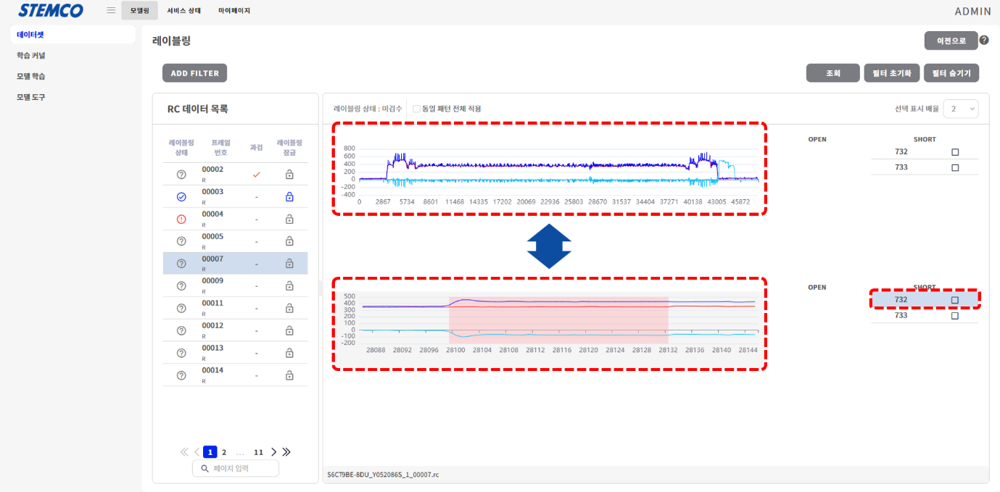 STEMCO
모델링 서비스 상태 마이페이지
ADMIN
데이터셋
학습 커널
모델 학습
모델 도구
레이블링
이전으로
?
ADD FILTER
조회 필터 초기화 필터 숨기기
RC 데이터 목록
레이블링 상태 프레임 번호 과검 레이블링 잠금
00002
R
00003 -
R
00004 -
R
00005 -
R
00007 -
R
00009 -
R
00011 -
R
00012 -
R
00013 -
R
00014 -
R
1 2 ... 11
페이지 입력
레이블링 상태 : 미검수 동일 패턴 전체 적용
선택 표시 배율 2
800
600
400
200
0
-200
-400
0 2867 5734 8601 11468 14335 17202 20069 22936 25803 28670 31537 34404 37271 40138 43005 45872
OPEN SHORT
732
733
500
400
300
200
100
0
-100
-200
28088 28092 28096 28100 28104 28108 28112 28116 28120 28124 28128 28132 28136 28140 28144
OPEN SHORT
732
733
S6CT9BE-8DU_Y052086S_1_00007.rc